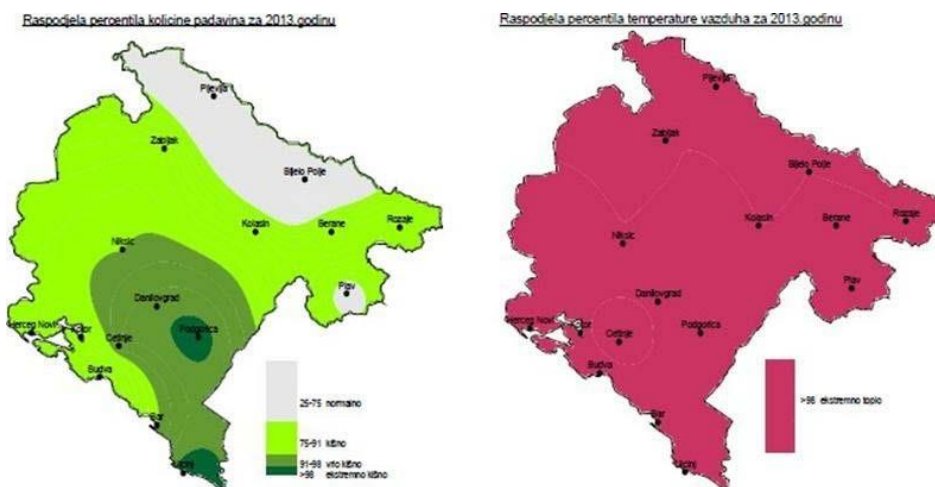 Raspodjela percentila kolicine padavina za 2013.godinu
Raspodjela percentila temperature vazduha za 2013.godinu
Pljevlja
Zabljak
Bijelo Polje
Kolasin
Berane
Rozaje
Niksic
Plav
Danilovgrad
Herceg Novi
Kotor
Cetinje
Podgorica
Budva
Bar
Ulcinj
25-75 normalno
75-91 kišno
91-98 vrlo kišno
>98 ekstremno kišno
Pljevlja
Zabljak
Bijelo Polje
Rozaje
Kolasin
Berane
Niksic
Plav
Danilovgrad
Herceg Novi
Kotor
Cetinje
Podgorica
Budva
Bar
Ulcinj
>98 ekstremno toplo